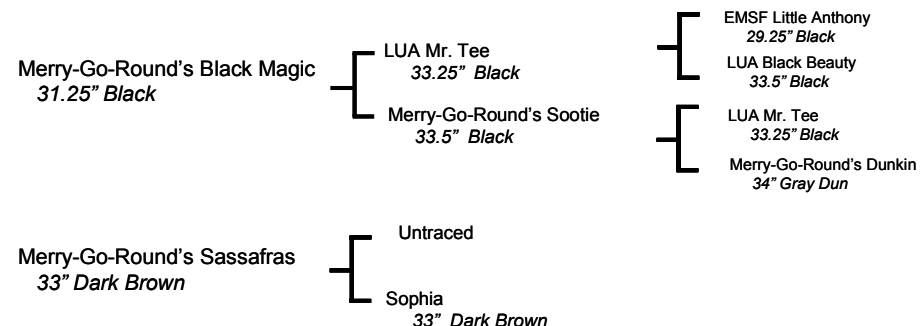 EMSF Little Anthony
29.25" Black
LUA Mr. Tee
33.25" Black
LUA Black Beauty
33.5" Black
Merry-Go-Round's Black Magic
31.25" Black
Merry-Go-Round's Sootie
33.5" Black
LUA Mr. Tee
33.25" Black
Merry-Go-Round's Dunkin
34" Gray Dun
Untraced
Merry-Go-Round's Sassafras
33" Dark Brown
Sophia
33" Dark Brown